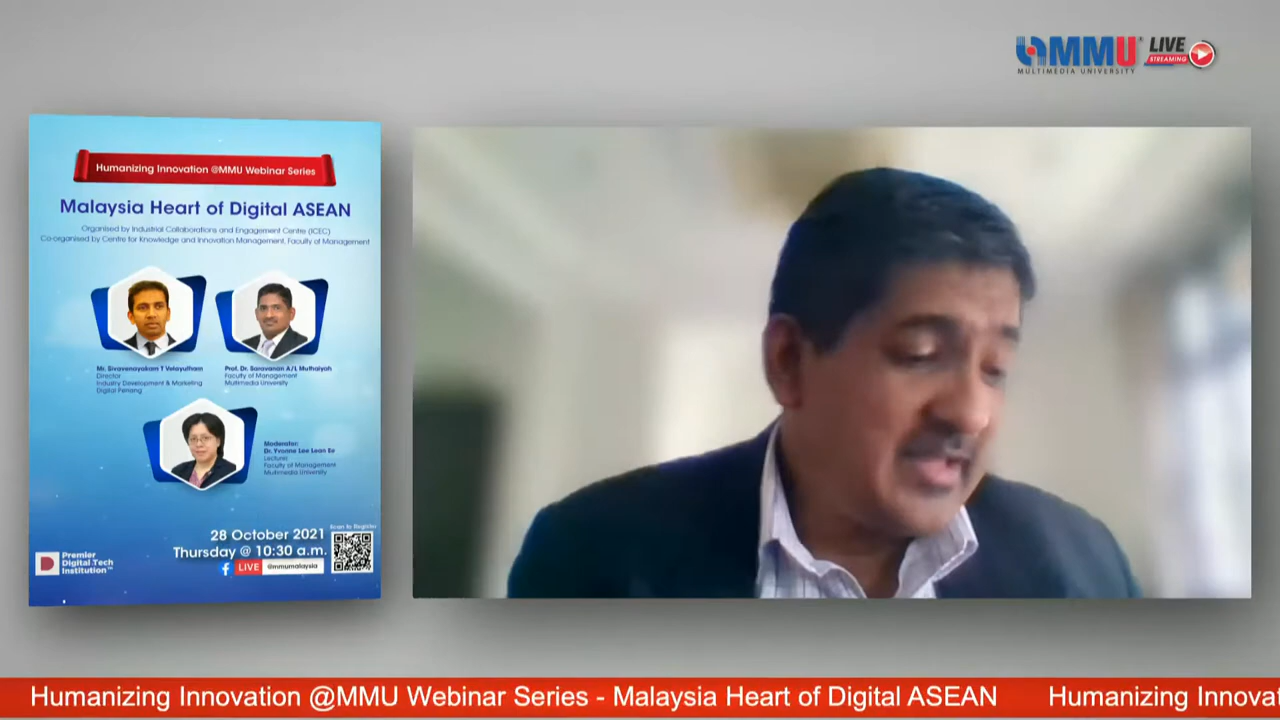 MMU
MULTIMEDIA UNIVERSITY
LIVE
STREAMING
Humanizing Innovation @MMU Webinar Series
Malaysia Heart of Digital ASEAN
Organised by Industrial Collaborations and Engagement Centre (ICEC)
Co-organised by Centre for Knowledge and Innovation Management, Faculty of Management
Mr. Sivavenayakam T Velayutham
Director
Industry Development & Marketing
Digital Penang
Prof. Dr. Saravanan A/L Muthaiyah
Faculty of Management
Multimedia University
Moderator:
Dr. Yvonne Lee Lean Ee
Lecturer
Faculty of Management
Multimedia University
Scan to Register
28 October 2021
Thursday @ 10:30 a.m.
LIVE @mmumalaysia
Premier
Digital Tech
Institution™
Humanizing Innovation @MMU Webinar Series - Malaysia Heart of Digital ASEAN Humanizing Innovat